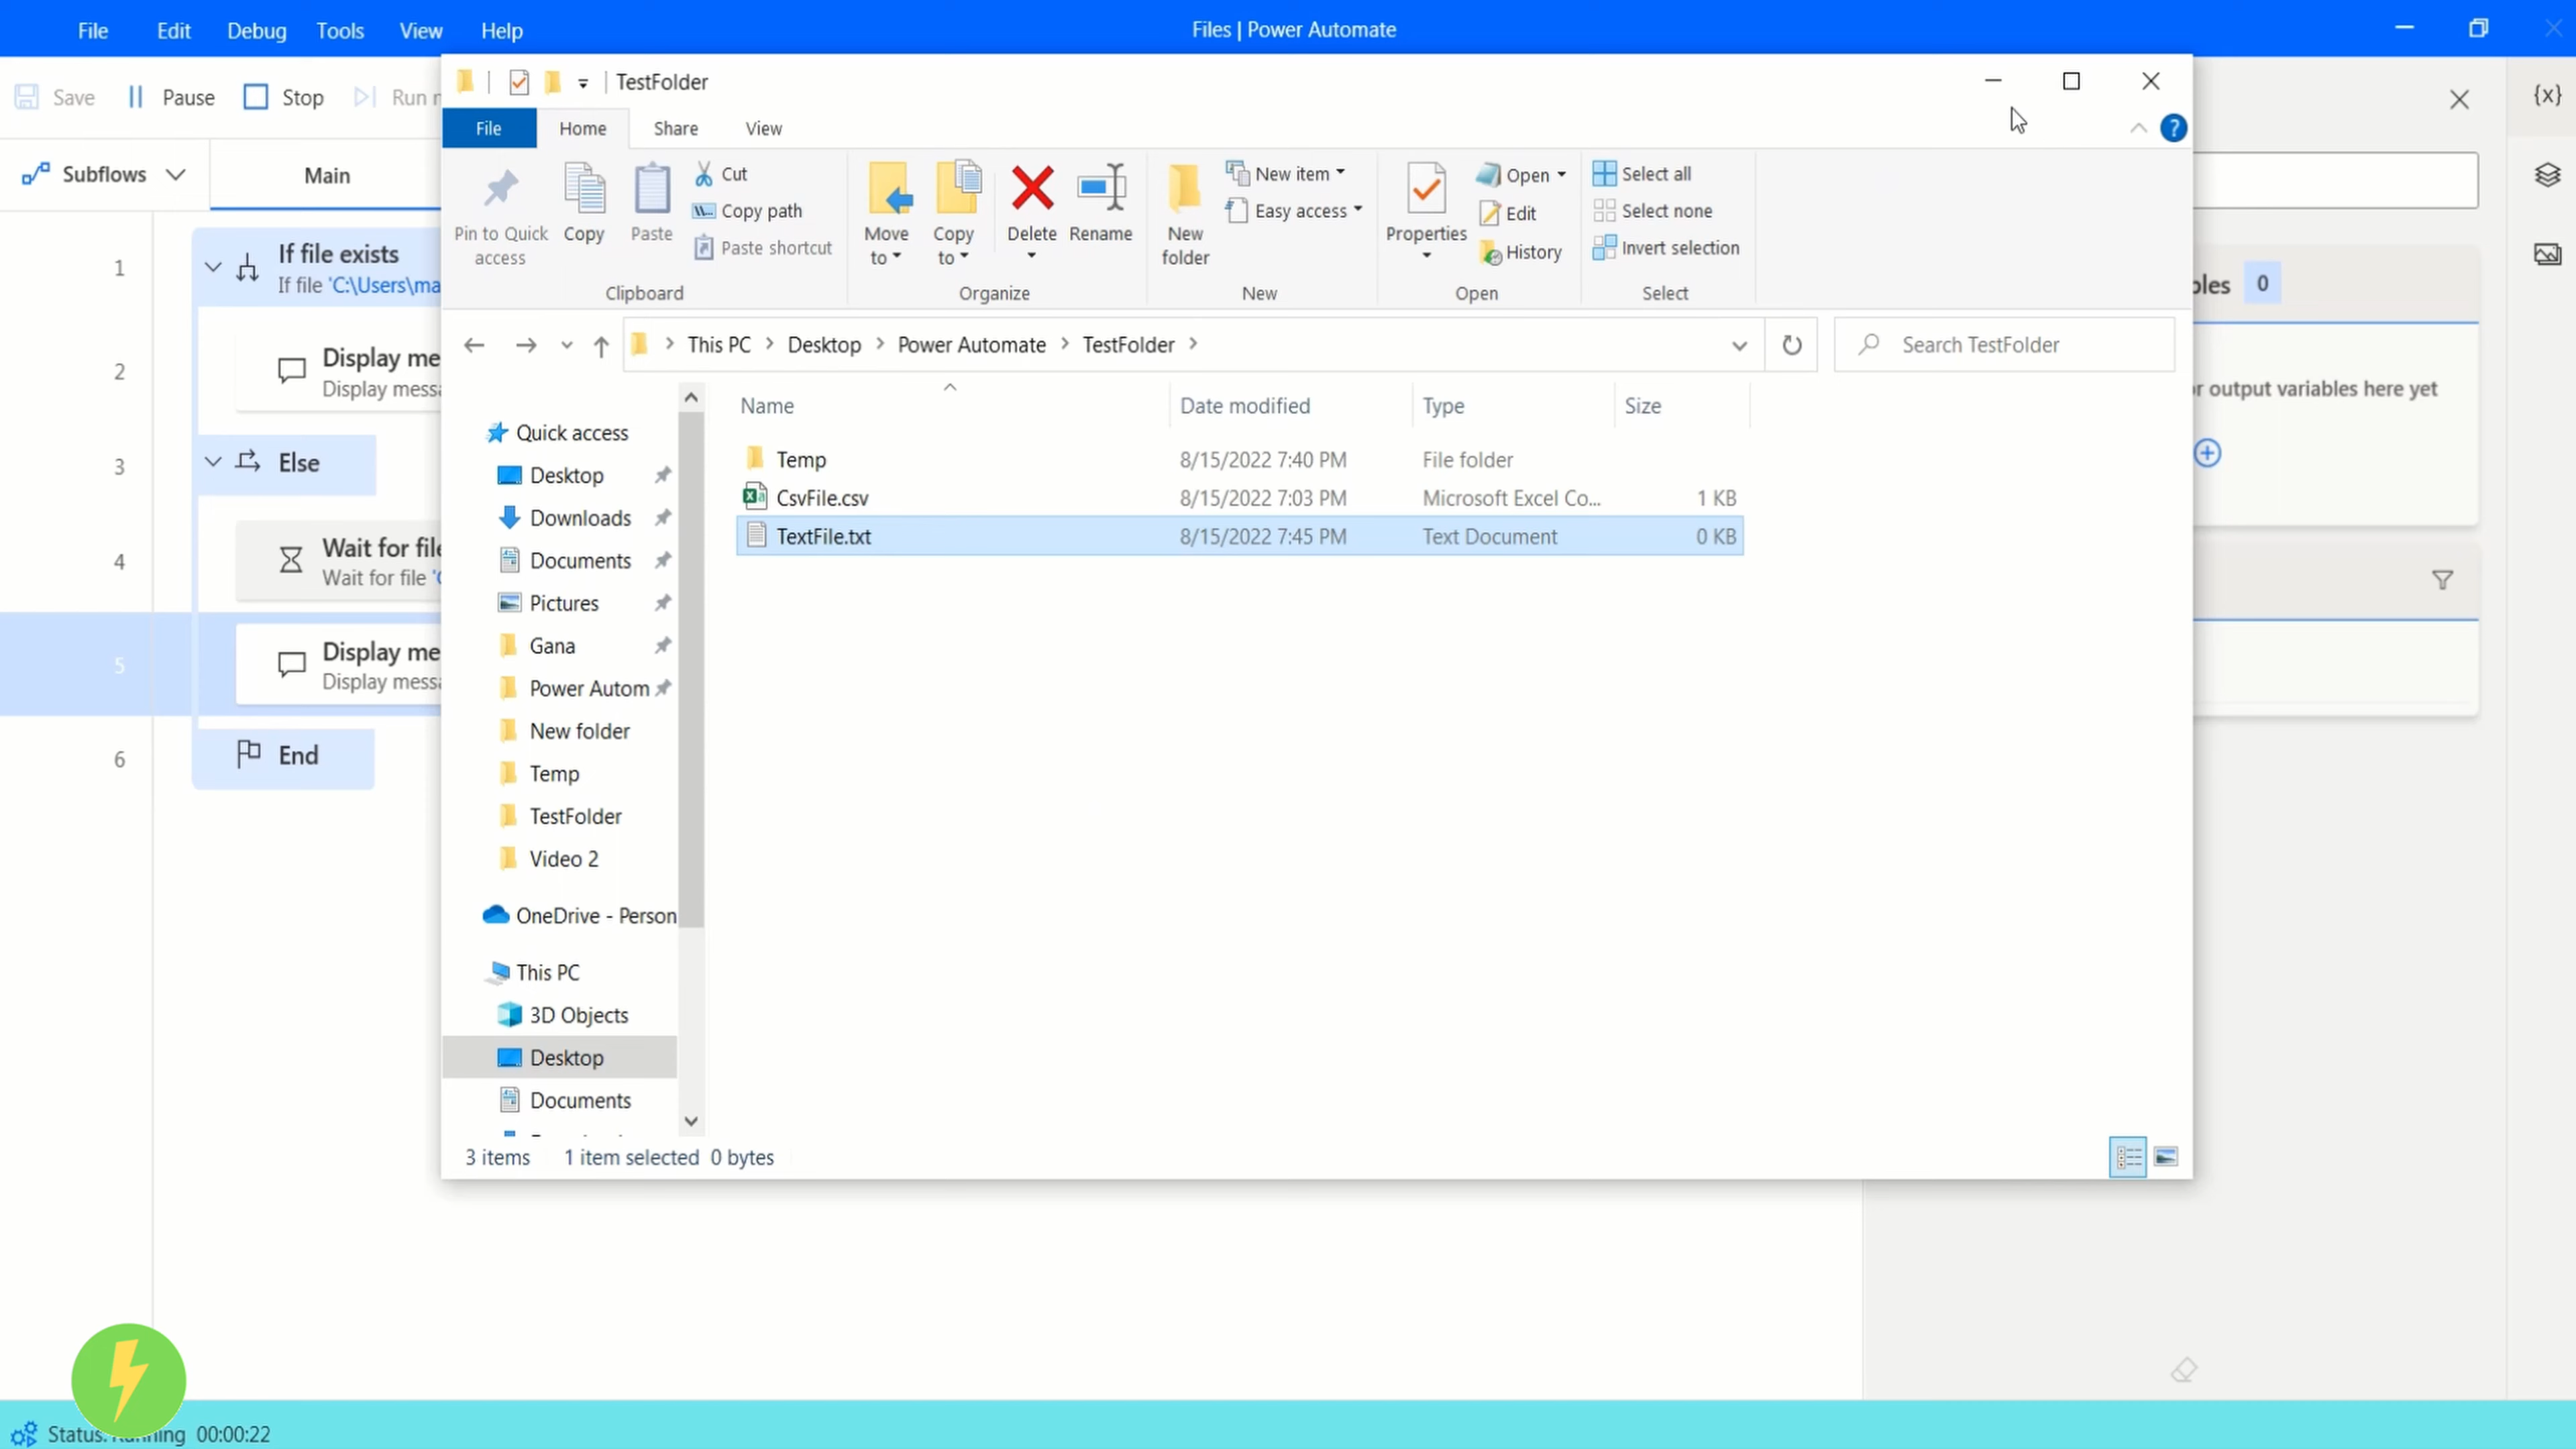 File Edit Debug Tools View Help
Files | Power Automate
Save Pause Stop Run
Subflows Main
1 If file exists
If file 'C:\Users\ma
2 Display me
Display messa
3 Else
4 Wait for file
Wait for file
5 Display me
Display messa
6 End
TestFolder
File Home Share View
Pin to Quick access
Copy
Paste
Cut
Copy path
Paste shortcut
Clipboard
Move to
Copy to
Delete
Rename
Organize
New folder
New item
Easy access
New
Properties
Open
Edit
History
Open
Select all
Select none
Invert selection
Select
This PC > Desktop > Power Automate > TestFolder >
Search TestFolder
Name Date modified Type Size
Temp 8/15/2022 7:40 PM File folder
CsvFile.csv 8/15/2022 7:03 PM Microsoft Excel Co... 1 KB
TextFile.txt 8/15/2022 7:45 PM Text Document 0 KB
Quick access
Desktop
Downloads
Documents
Pictures
Gana
Power Autom
New folder
Temp
TestFolder
Video 2
OneDrive - Person
This PC
3D Objects
Desktop
Documents
3 items 1 item selected 0 bytes
{x}
bles 0
or output variables here yet
Status: Running 00:00:22